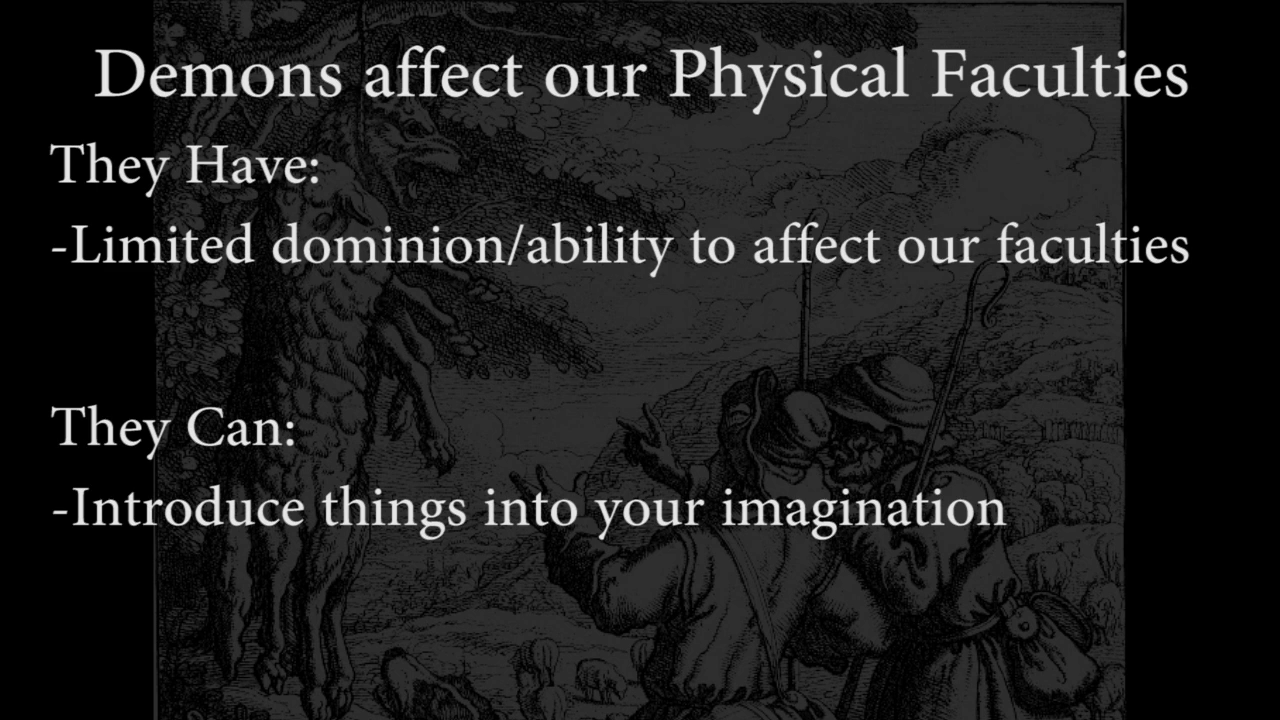 Demons affect our Physical Faculties
They Have:
-Limited dominion/ability to affect our faculties
They Can:
-Introduce things into your imagination